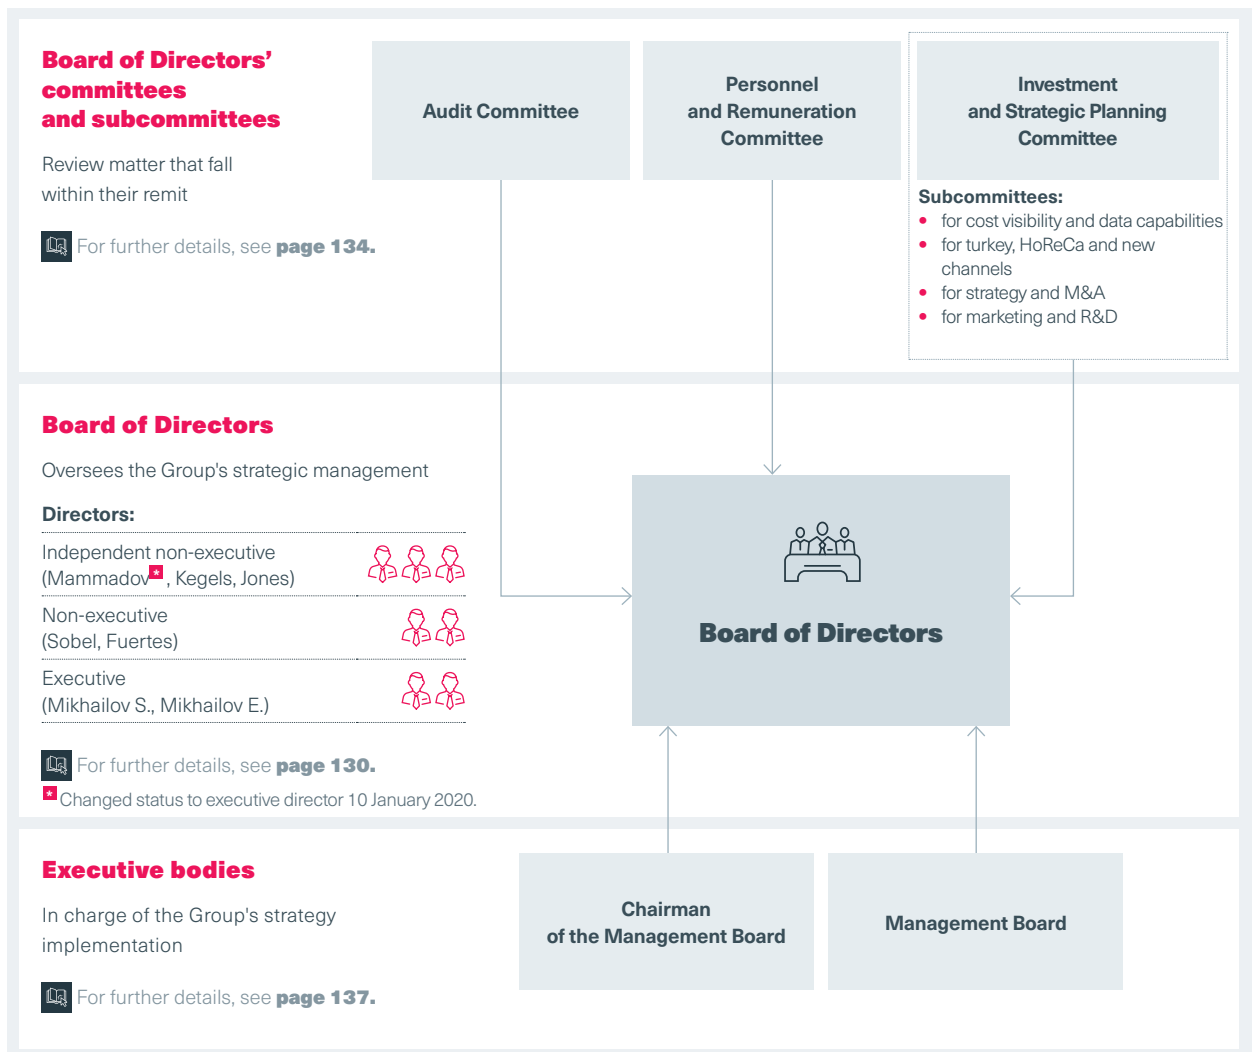 Board of Directors’
committees
and subcommittees
Review matter that fall
within their remit
For further details, see page 134.
Audit Committee
Personnel
and Remuneration
Committee
Investment
and Strategic Planning
Committee
Subcommittees:
• for cost visibility and data capabilities
• for turkey, HoReCa and new
channels
• for strategy and M&A
• for marketing and R&D
Board of Directors
Oversees the Group's strategic management
Directors:
Independent non-executive
(Mammadov* , Kegels, Jones)
Non-executive
(Sobel, Fuertes)
Executive
(Mikhailov S., Mikhailov E.)
For further details, see page 130.
* Changed status to executive director 10 January 2020.
Board of Directors
Executive bodies
In charge of the Group's strategy
implementation
For further details, see page 137.
Chairman
of the Management Board
Management Board